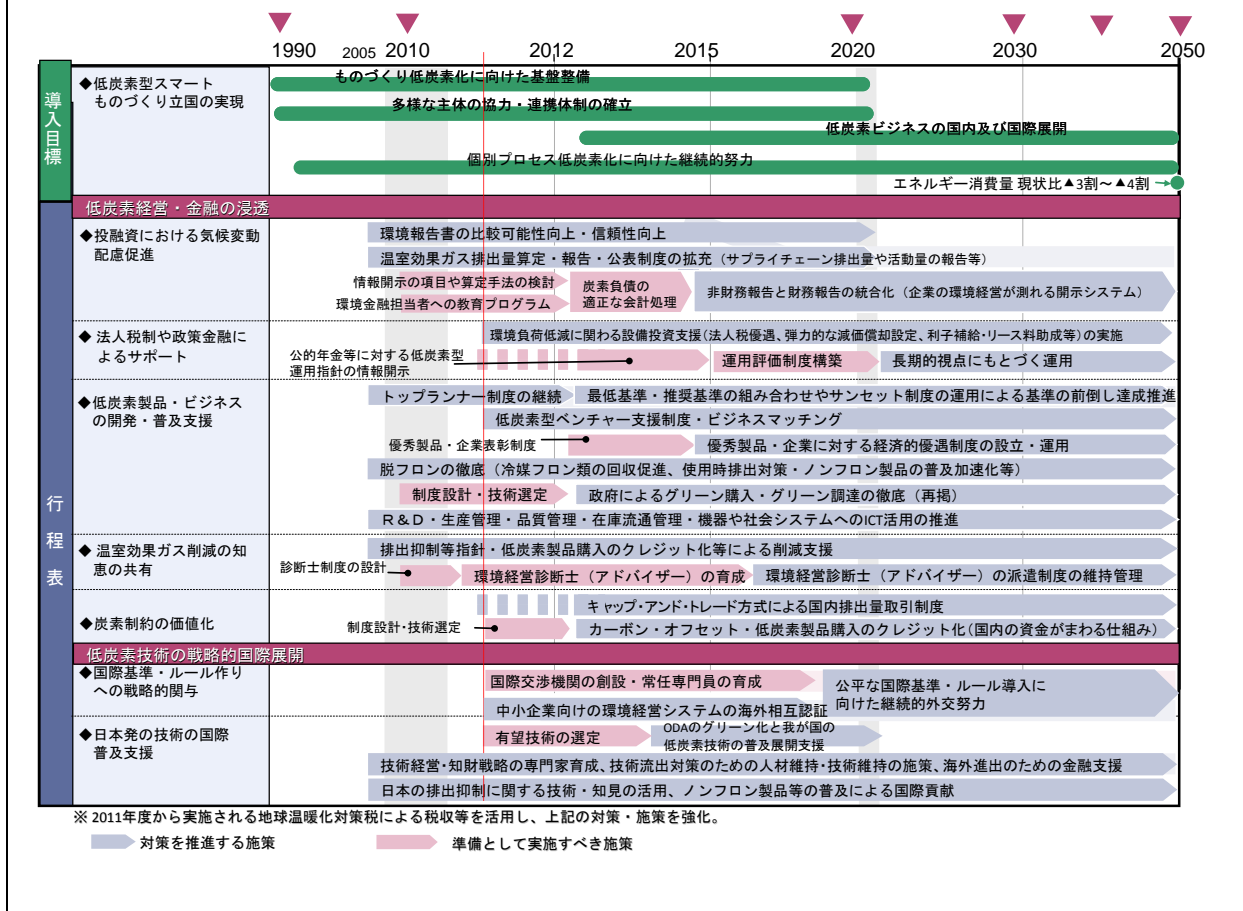 1990 2005 2010 2012 2015 2020 2030 2050
導入目標
◆低炭素型スマート
ものづくり立国の実現
ものづくり低炭素化に向けた基盤整備
多様な主体の協力・連携体制の確立
低炭素ビジネスの国内及び国際展開
個別プロセス低炭素化に向けた継続的努力
エネルギー消費量 現状比▲3割～▲4割
行程表
低炭素経営・金融の浸透
◆投融資における気候変動
配慮促進
環境報告書の比較可能性向上・信頼性向上
温室効果ガス排出量算定・報告・公表制度の拡充（サプライチェーン排出量や活動量の報告等）
情報開示の項目や算定手法の検討
環境金融担当者への教育プログラム
炭素負債の
適正な会計処理
非財務報告と財務報告の統合化（企業の環境経営が測れる開示システム）
◆ 法人税制や政策金融に
よるサポート
環境負荷低減に関わる設備投資支援（法人税優遇、弾力的な減価償却設定、利子補給・リース料助成等）の実施
公的年金等に対する低炭素型
運用指針の情報開示
運用評価制度構築
長期的視点にもとづく運用
◆低炭素製品・ビジネス
の開発・普及支援
トップランナー制度の継続
最低基準・推奨基準の組み合わせやサンセット制度の運用による基準の前倒し達成推進
低炭素型ベンチャー支援制度・ビジネスマッチング
優秀製品・企業表彰制度
優秀製品・企業に対する経済的優遇制度の設立・運用
脱フロンの徹底（冷媒フロン類の回収促進、使用時排出対策・ノンフロン製品の普及加速化等）
制度設計・技術選定
政府によるグリーン購入・グリーン調達の徹底（再掲）
R＆D・生産管理・品質管理・在庫流通管理・機器や社会システムへのICT活用の推進
◆ 温室効果ガス削減の知
恵の共有
排出抑制等指針・低炭素製品購入のクレジット化等による削減支援
診断士制度の設計
環境経営診断士（アドバイザー）の育成
環境経営診断士（アドバイザー）の派遣制度の維持管理
◆炭素制約の価値化
キャップ・アンド・トレード方式による国内排出量取引制度
制度設計・技術選定
カーボン・オフセット・低炭素製品購入のクレジット化（国内の資金がまわる仕組み）
低炭素技術の戦略的国際展開
◆国際基準・ルール作り
への戦略的関与
国際交渉機関の創設・常任専門員の育成
中小企業向けの環境経営システムの海外相互認証
公平な国際基準・ルール導入に
向けた継続的外交努力
◆日本発の技術の国際
普及支援
有望技術の選定
ODAのグリーン化と我が国の
低炭素技術の普及展開支援
技術経営・知財戦略の専門家育成、技術流出対策のための人材維持・技術維持の施策、海外進出のための金融支援
日本の排出抑制に関する技術・知見の活用、ノンフロン製品等の普及による国際貢献
※ 2011年度から実施される地球温暖化対策税による税収等を活用し、上記の対策・施策を強化。
対策を推進する施策
準備として実施すべき施策